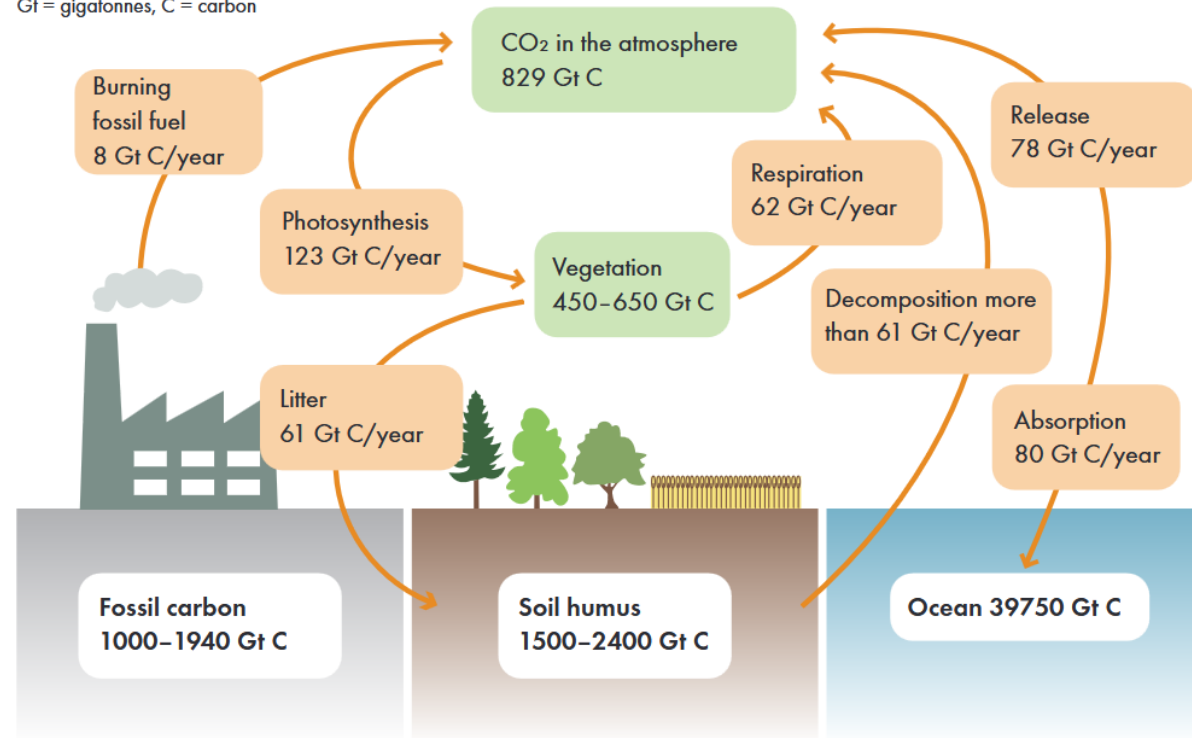 Gt = gigatonnes, C = carbon
CO₂ in the atmosphere
829 Gt C
Burning
fossil fuel
8 Gt C/year
Release
78 Gt C/year
Respiration
62 Gt C/year
Photosynthesis
123 Gt C/year
Vegetation
450–650 Gt C
Decomposition more
than 61 Gt C/year
Litter
61 Gt C/year
Absorption
80 Gt C/year
Fossil carbon
1000–1940 Gt C
Soil humus
1500–2400 Gt C
Ocean 39750 Gt C